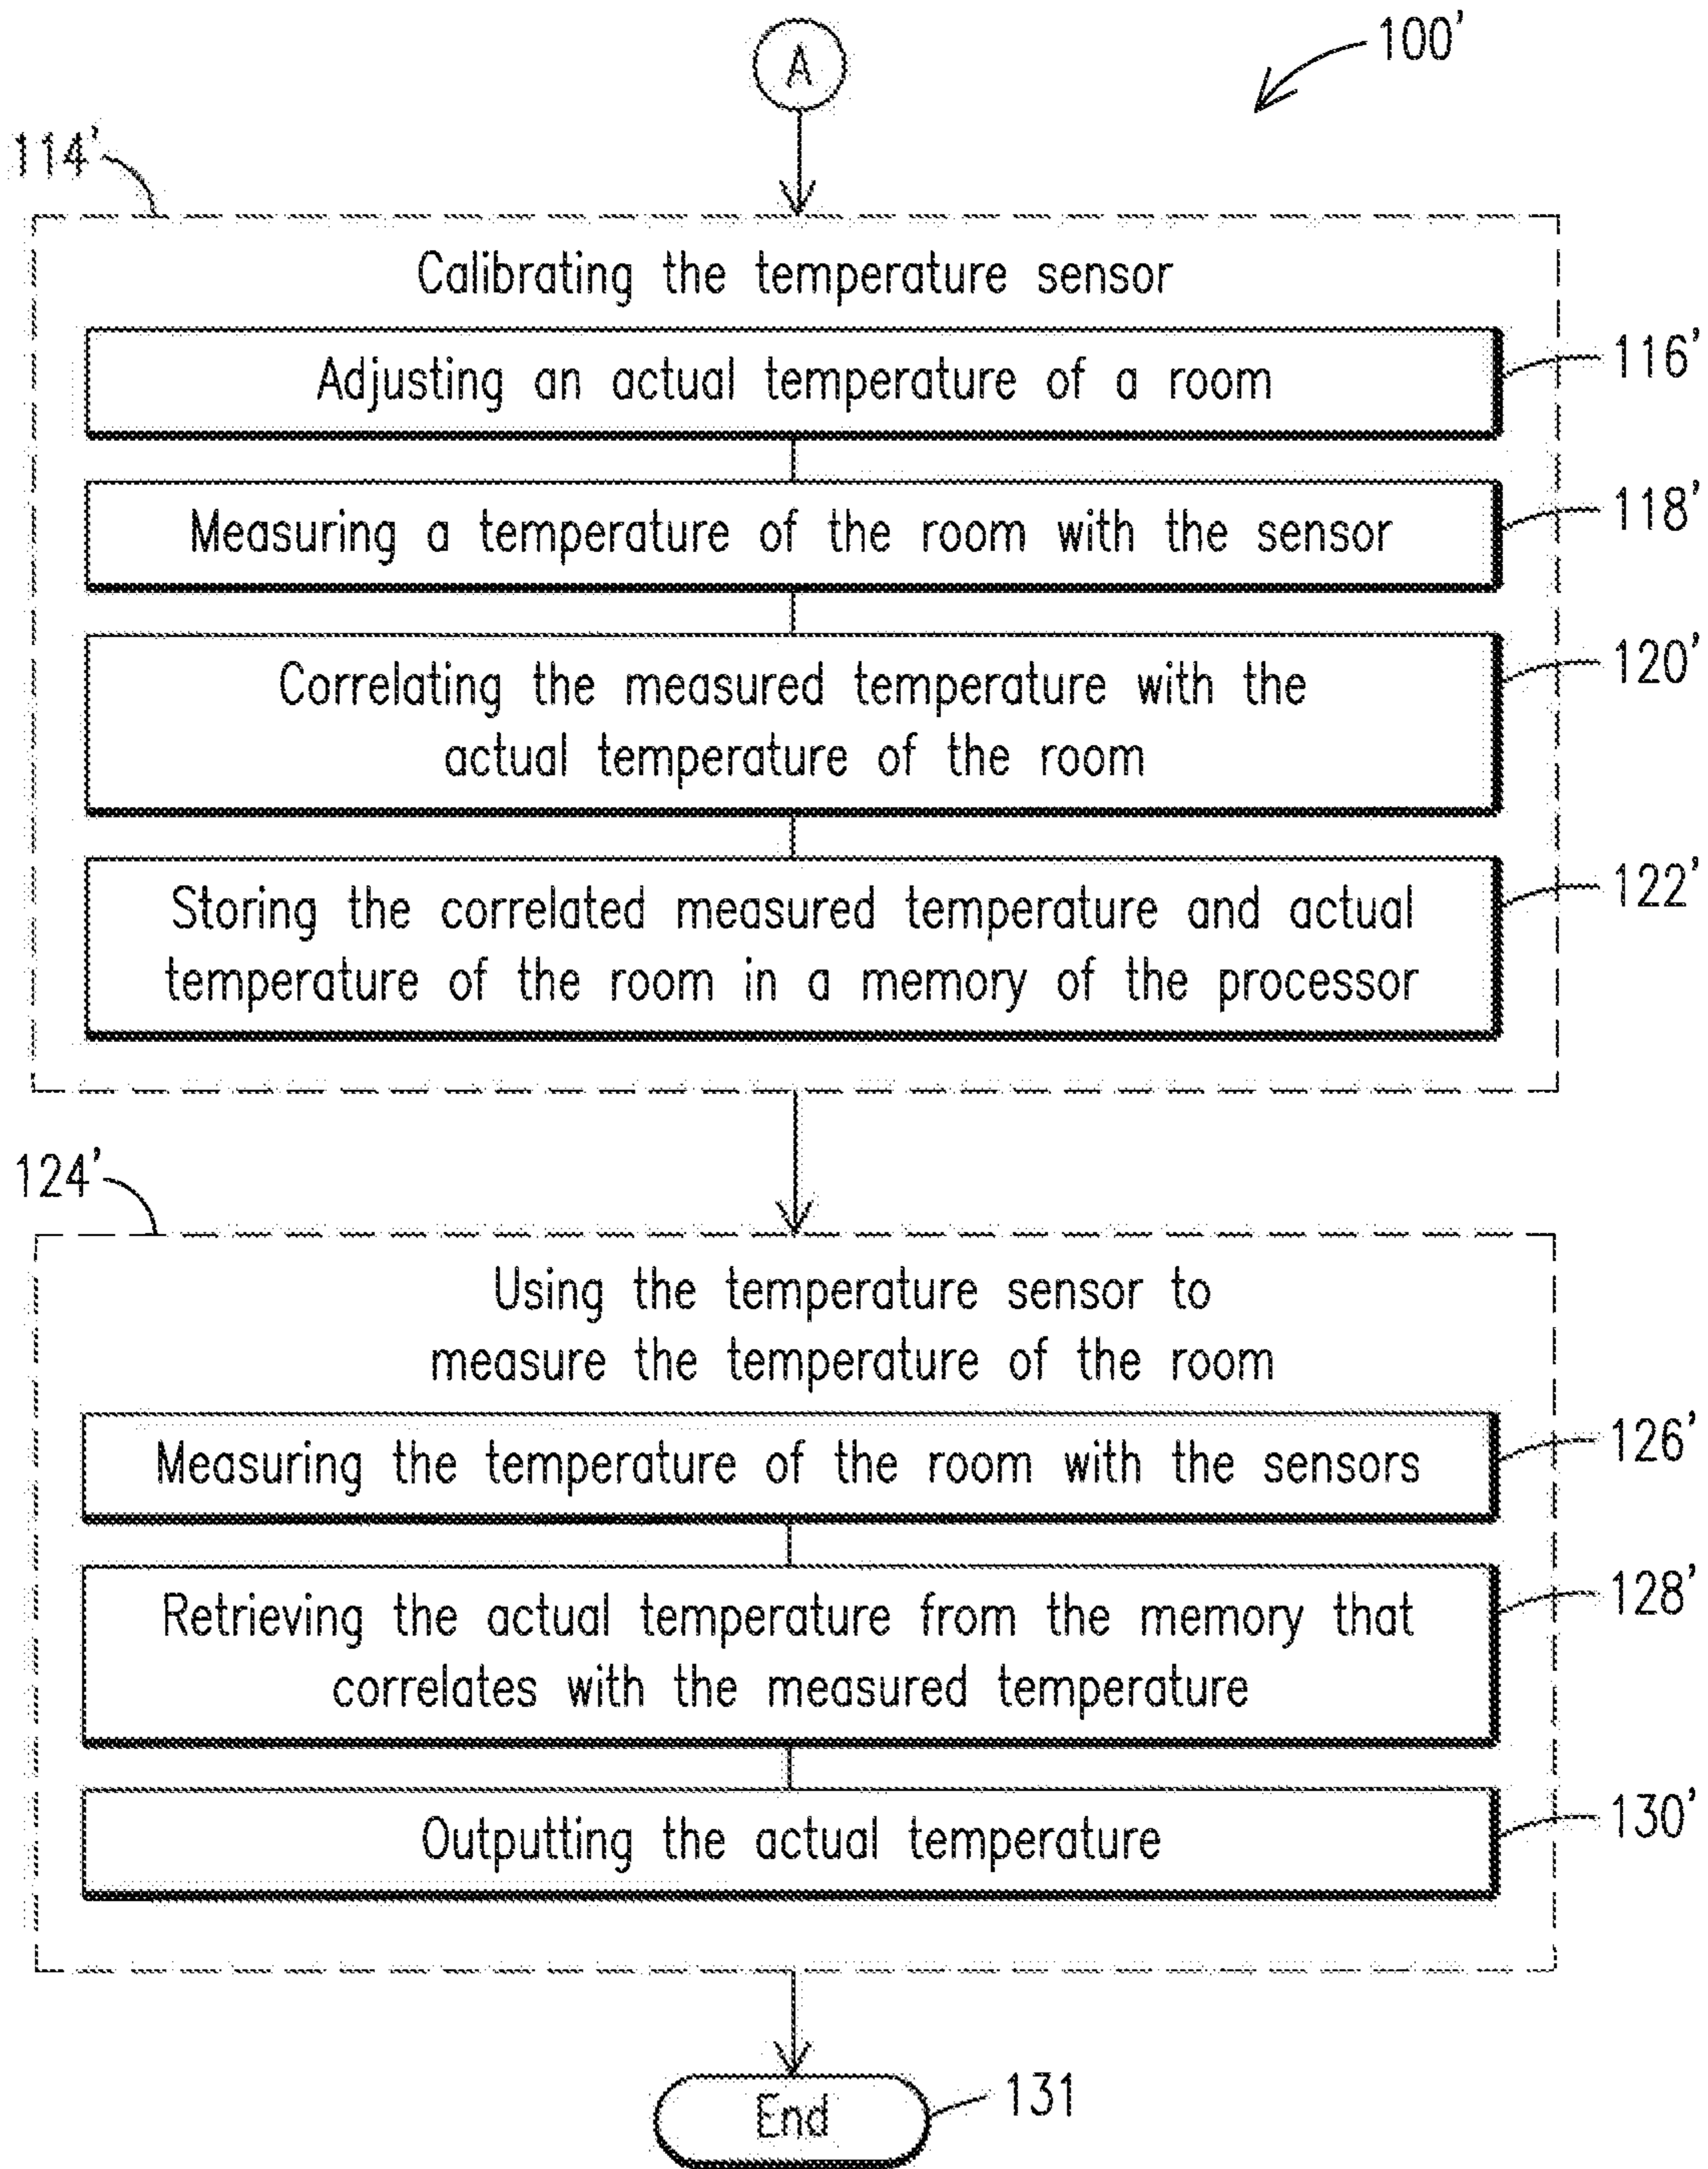 A
100'
114'
Calibrating the temperature sensor
Adjusting an actual temperature of a room
116'
Measuring a temperature of the room with the sensor
118'
Correlating the measured temperature with the
actual temperature of the room
120'
Storing the correlated measured temperature and actual
temperature of the room in a memory of the processor
122'
124'
Using the temperature sensor to
measure the temperature of the room
Measuring the temperature of the room with the sensors
126'
Retrieving the actual temperature from the memory that
correlates with the measured temperature
128'
Outputting the actual temperature
130'
End
131